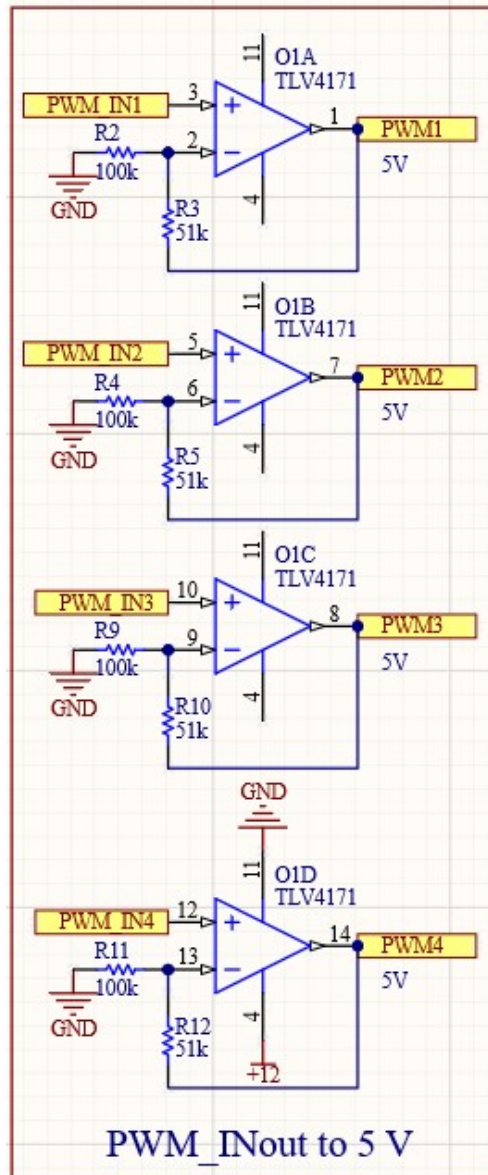 11
O1A
TLV4171
PWM_IN1
3
+
1
PWM1
R2
2
−
100k
5V
GND
R3
51k
4
11
O1B
TLV4171
PWM_IN2
5
+
7
PWM2
R4
6
−
100k
5V
GND
R5
51k
4
11
O1C
TLV4171
PWM_IN3
10
+
8
PWM3
R9
9
−
100k
5V
GND
R10
51k
4
GND
11
O1D
TLV4171
PWM_IN4
12
+
14
PWM4
R11
13
−
100k
5V
GND
R12
51k
4
+12
PWM_INout to 5 V